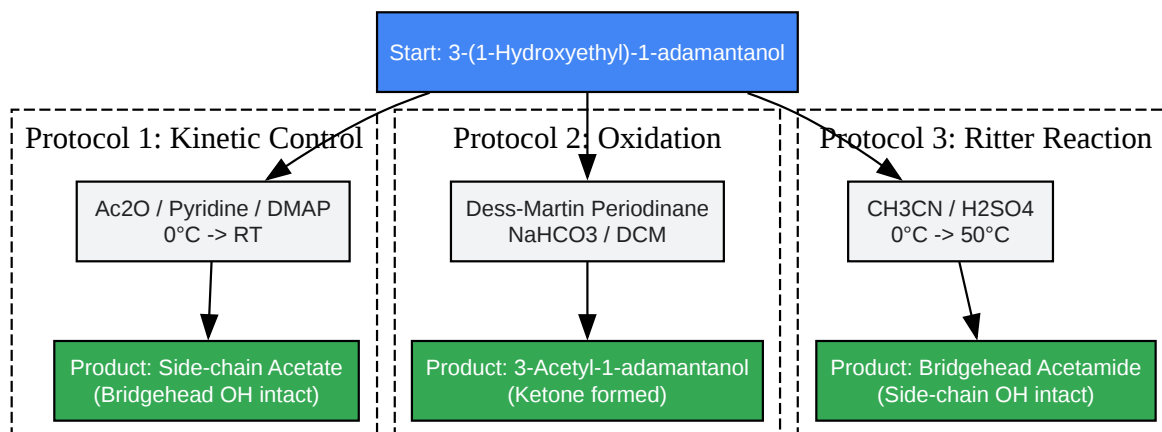 Start: 3-(1-Hydroxyethyl)-1-adamantanol
Protocol 1: Kinetic Control
Ac2O / Pyridine / DMAP
0°C -> RT
Product: Side-chain Acetate
(Bridgehead OH intact)
Protocol 2: Oxidation
Dess-Martin Periodinane
NaHCO3 / DCM
Product: 3-Acetyl-1-adamantanol
(Ketone formed)
Protocol 3: Ritter Reaction
CH3CN / H2SO4
0°C -> 50°C
Product: Bridgehead Acetamide
(Side-chain OH intact)